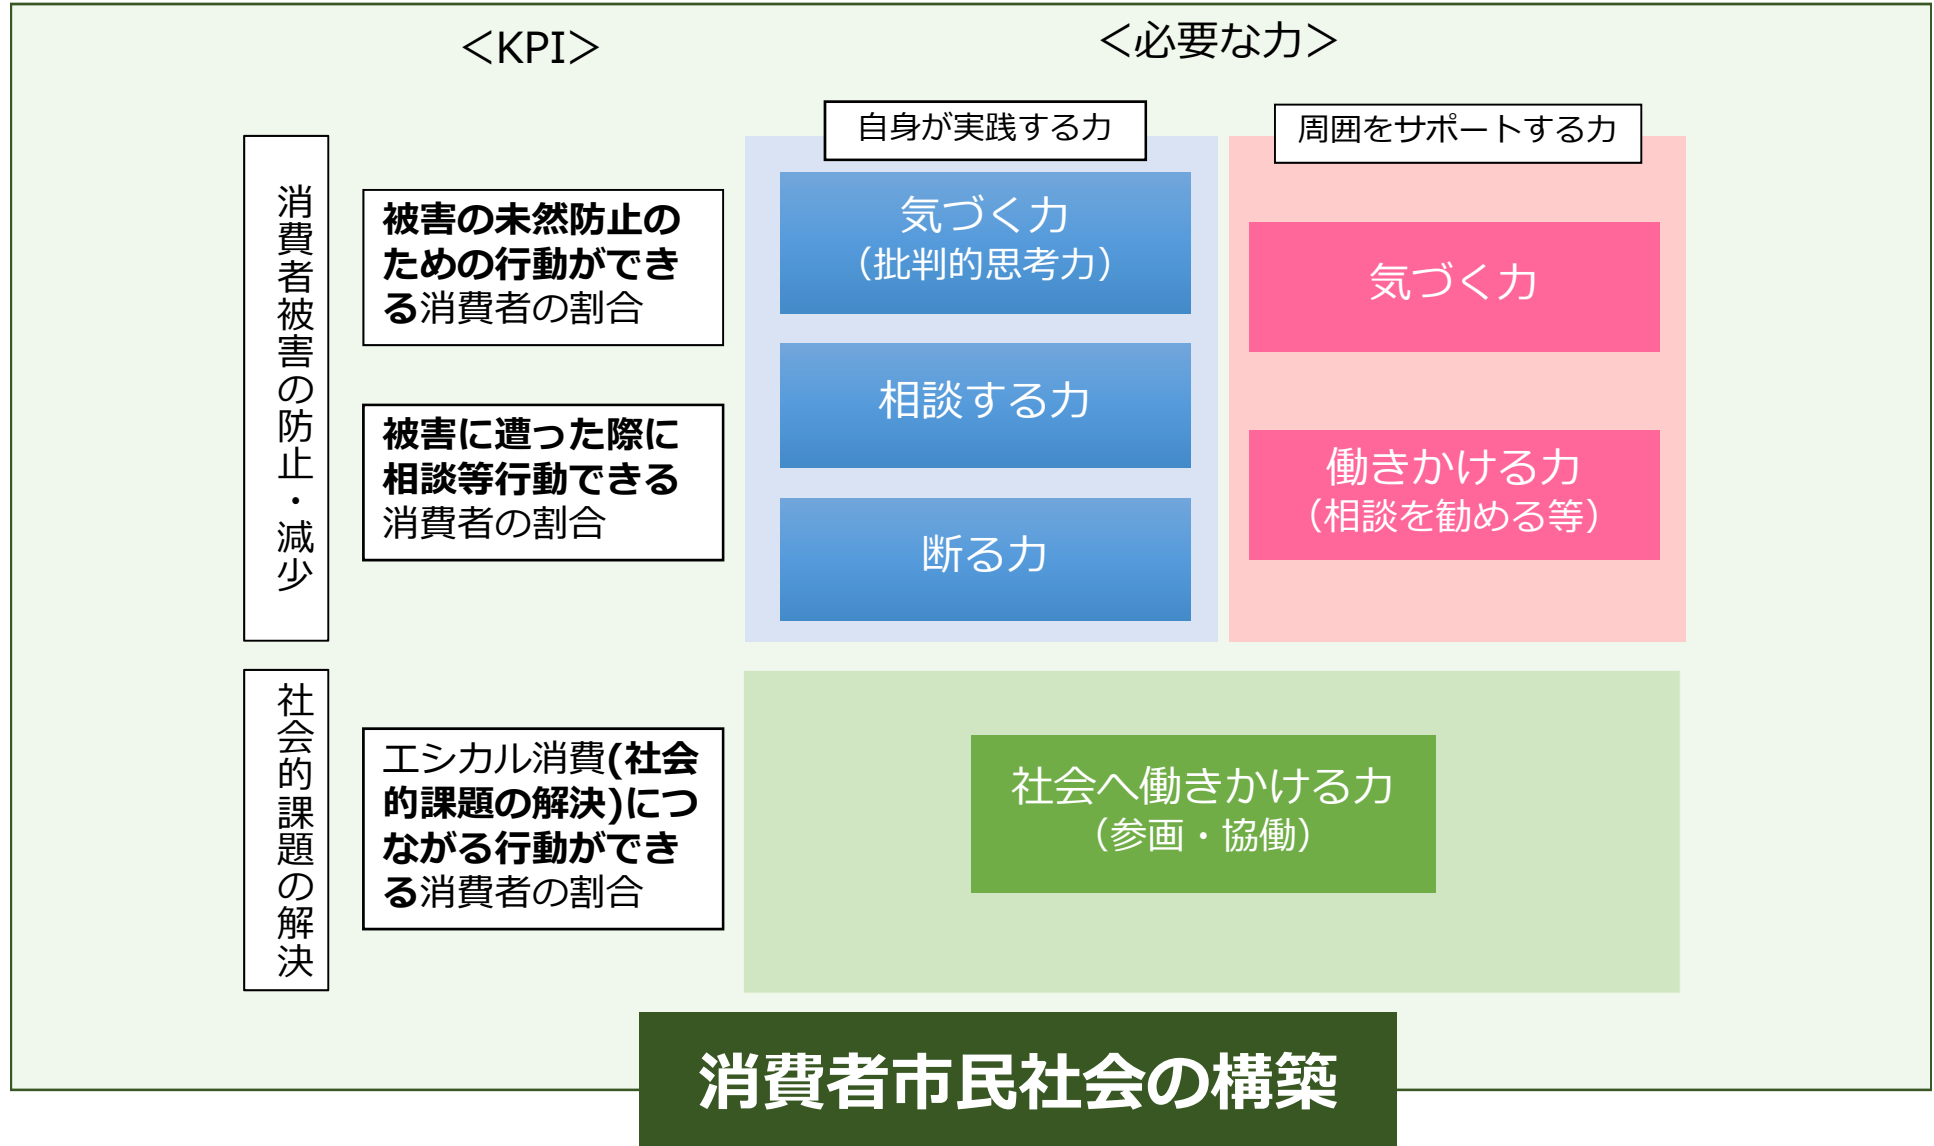 ＜KPI＞
＜必要な力＞
自身が実践する力
周囲をサポートする力
消費者被害の防止・減少
被害の未然防止の
ための行動ができ
る消費者の割合
被害に遭った際に
相談等行動できる
消費者の割合
気づく力
（批判的思考力）
相談する力
断る力
気づく力
働きかける力
（相談を勧める等）
社会的課題の解決
エシカル消費(社会
的課題の解決)につ
ながる行動ができ
る消費者の割合
社会へ働きかける力
（参画・協働）
消費者市民社会の構築